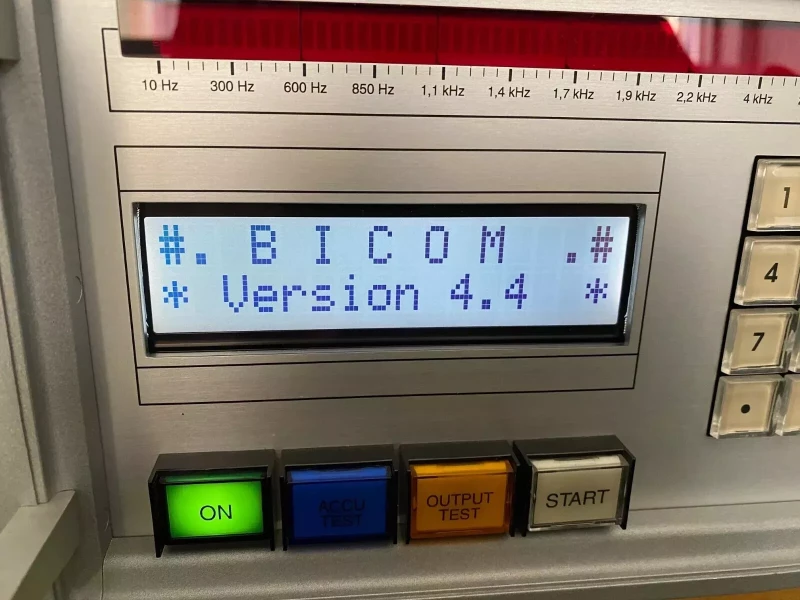 10 Hz 300 Hz 600 Hz 850 Hz 1,1 kHz 1,4 kHz 1,7 kHz 1,9 kHz 2,2 kHz 4 kHz
#. B I C O M .#
* Version 4.4 *
1
4
7
•
ON
ACCU
TEST
OUTPUT
TEST
START